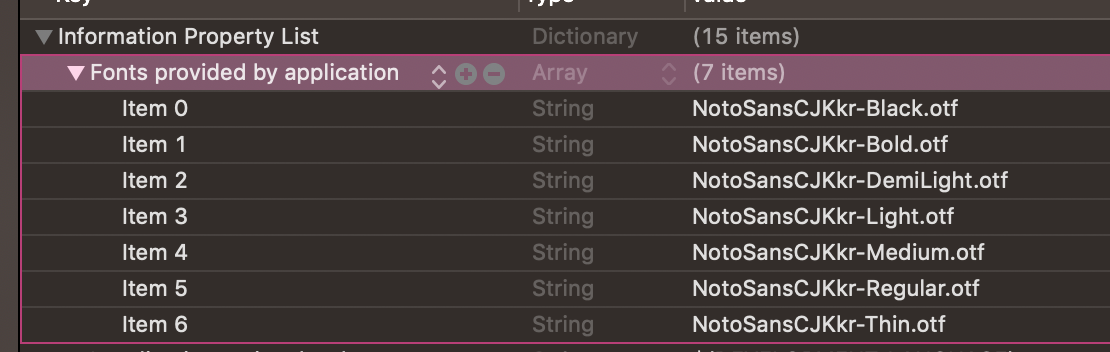 Key Type Value
Information Property List Dictionary (15 items)
Fonts provided by application Array (7 items)
Item 0 String NotoSansCJKkr-Black.otf
Item 1 String NotoSansCJKkr-Bold.otf
Item 2 String NotoSansCJKkr-DemiLight.otf
Item 3 String NotoSansCJKkr-Light.otf
Item 4 String NotoSansCJKkr-Medium.otf
Item 5 String NotoSansCJKkr-Regular.otf
Item 6 String NotoSansCJKkr-Thin.otf